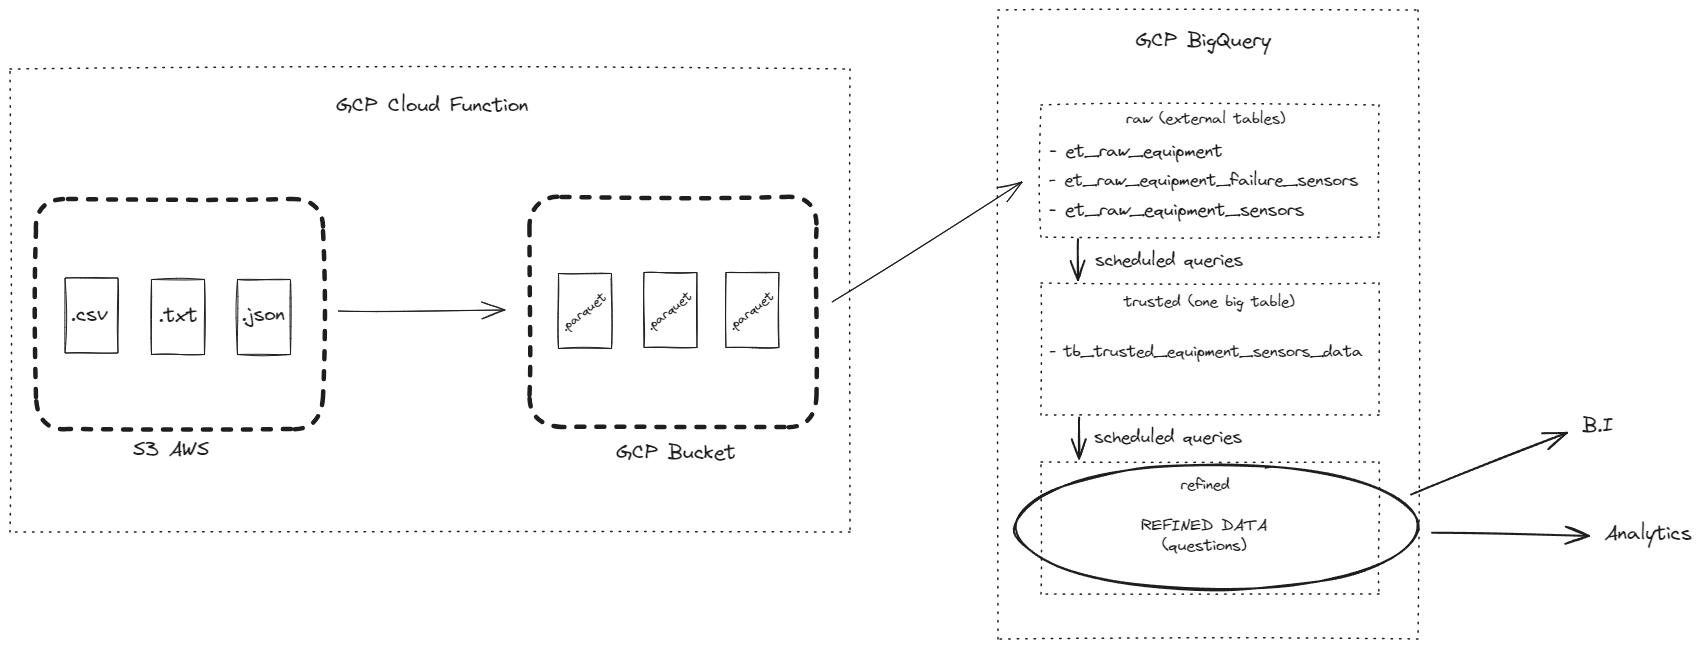 GCP Cloud Function
.csv
.txt
.json
S3 AWS
.parquet
.parquet
.parquet
GCP Bucket
GCP BigQuery
raw (external tables)
- et_raw_equipment
- et_raw_equipment_failure_sensors
- et_raw_equipment_sensors
scheduled queries
trusted (one big table)
- tb_trusted_equipment_sensors_data
scheduled queries
refined
REFINED DATA
(questions)
B.I
Analytics